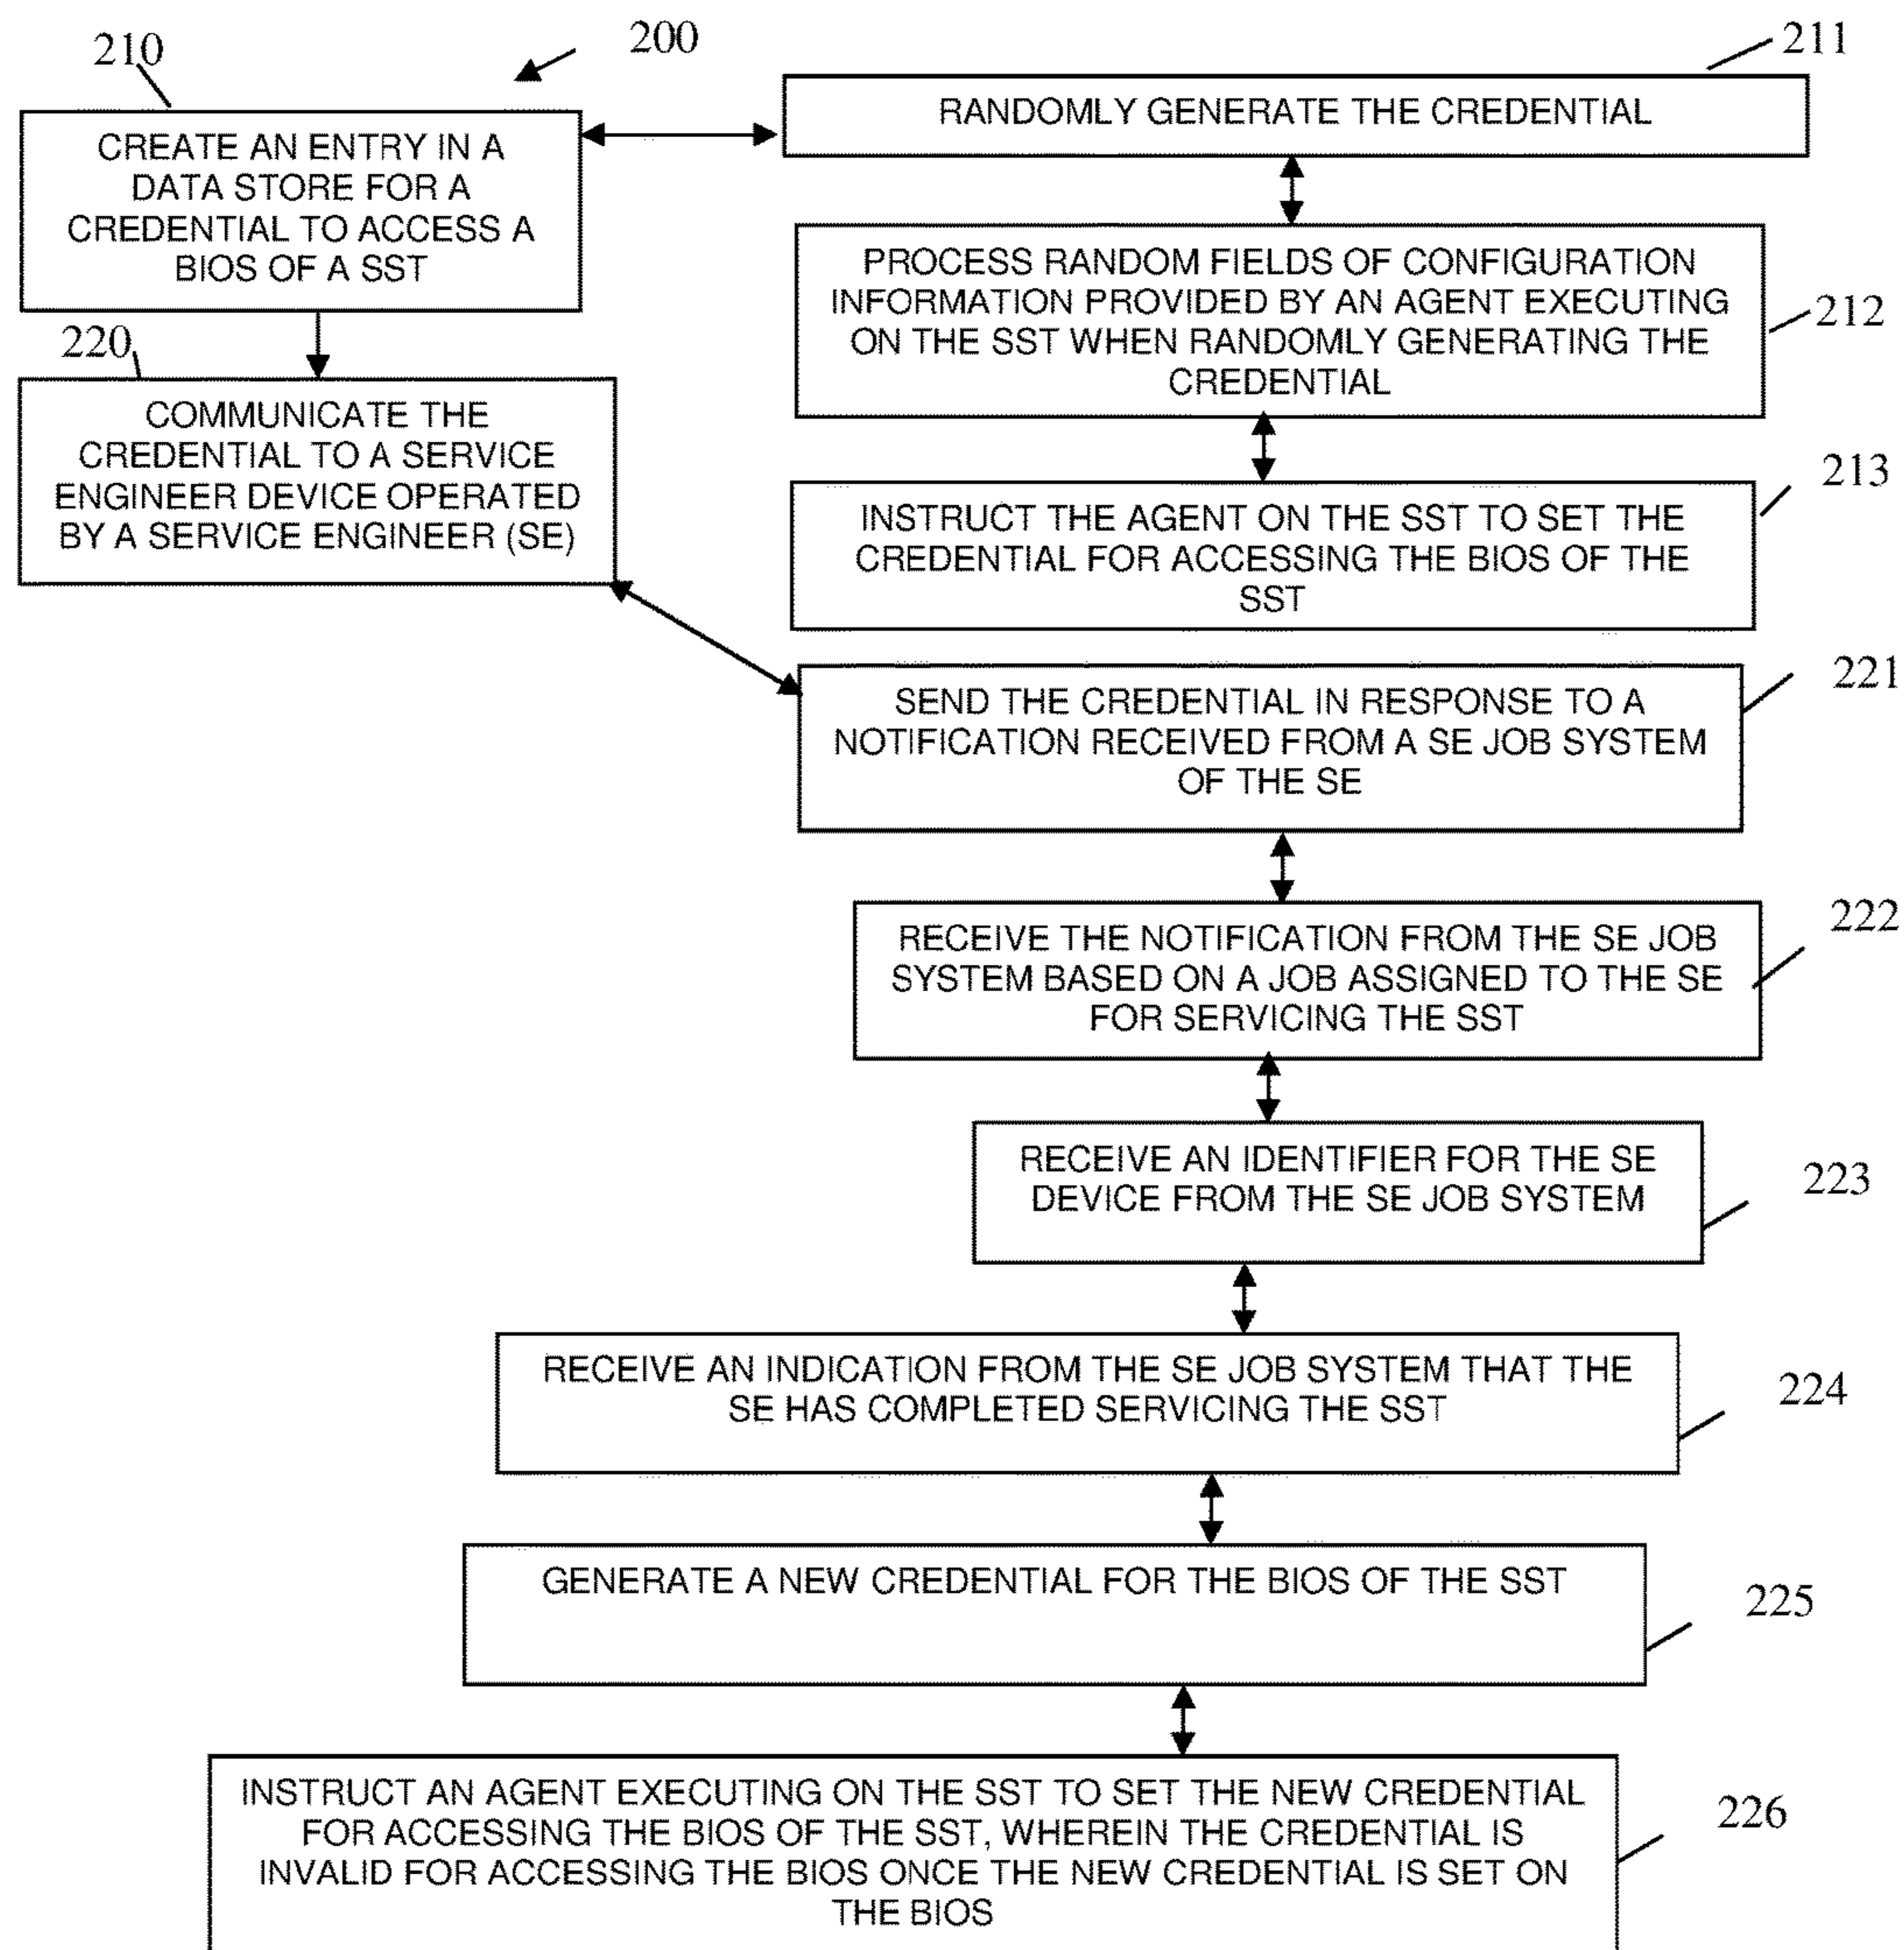 210
200
211
CREATE AN ENTRY IN A
DATA STORE FOR A
CREDENTIAL TO ACCESS A
BIOS OF A SST
RANDOMLY GENERATE THE CREDENTIAL
PROCESS RANDOM FIELDS OF CONFIGURATION
INFORMATION PROVIDED BY AN AGENT EXECUTING
ON THE SST WHEN RANDOMLY GENERATING THE
CREDENTIAL
212
220
COMMUNICATE THE
CREDENTIAL TO A SERVICE
ENGINEER DEVICE OPERATED
BY A SERVICE ENGINEER (SE)
213
INSTRUCT THE AGENT ON THE SST TO SET THE
CREDENTIAL FOR ACCESSING THE BIOS OF THE
SST
221
SEND THE CREDENTIAL IN RESPONSE TO A
NOTIFICATION RECEIVED FROM A SE JOB SYSTEM
OF THE SE
222
RECEIVE THE NOTIFICATION FROM THE SE JOB
SYSTEM BASED ON A JOB ASSIGNED TO THE SE
FOR SERVICING THE SST
223
RECEIVE AN IDENTIFIER FOR THE SE
DEVICE FROM THE SE JOB SYSTEM
224
RECEIVE AN INDICATION FROM THE SE JOB SYSTEM THAT THE
SE HAS COMPLETED SERVICING THE SST
225
GENERATE A NEW CREDENTIAL FOR THE BIOS OF THE SST
226
INSTRUCT AN AGENT EXECUTING ON THE SST TO SET THE NEW CREDENTIAL
FOR ACCESSING THE BIOS OF THE SST, WHEREIN THE CREDENTIAL IS
INVALID FOR ACCESSING THE BIOS ONCE THE NEW CREDENTIAL IS SET ON
THE BIOS